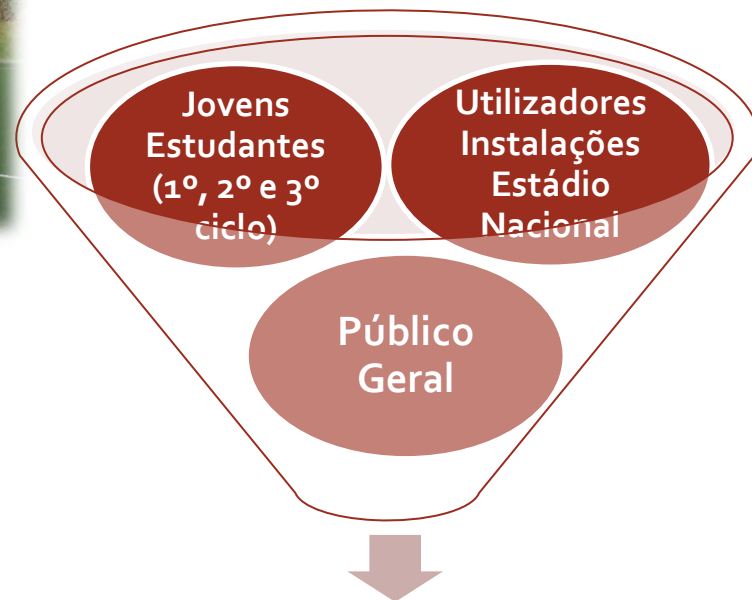 Jovens
Estudantes
(1º, 2º e 3º
ciclo)
Utilizadores
Instalações
Estádio
Nacional
Público
Geral